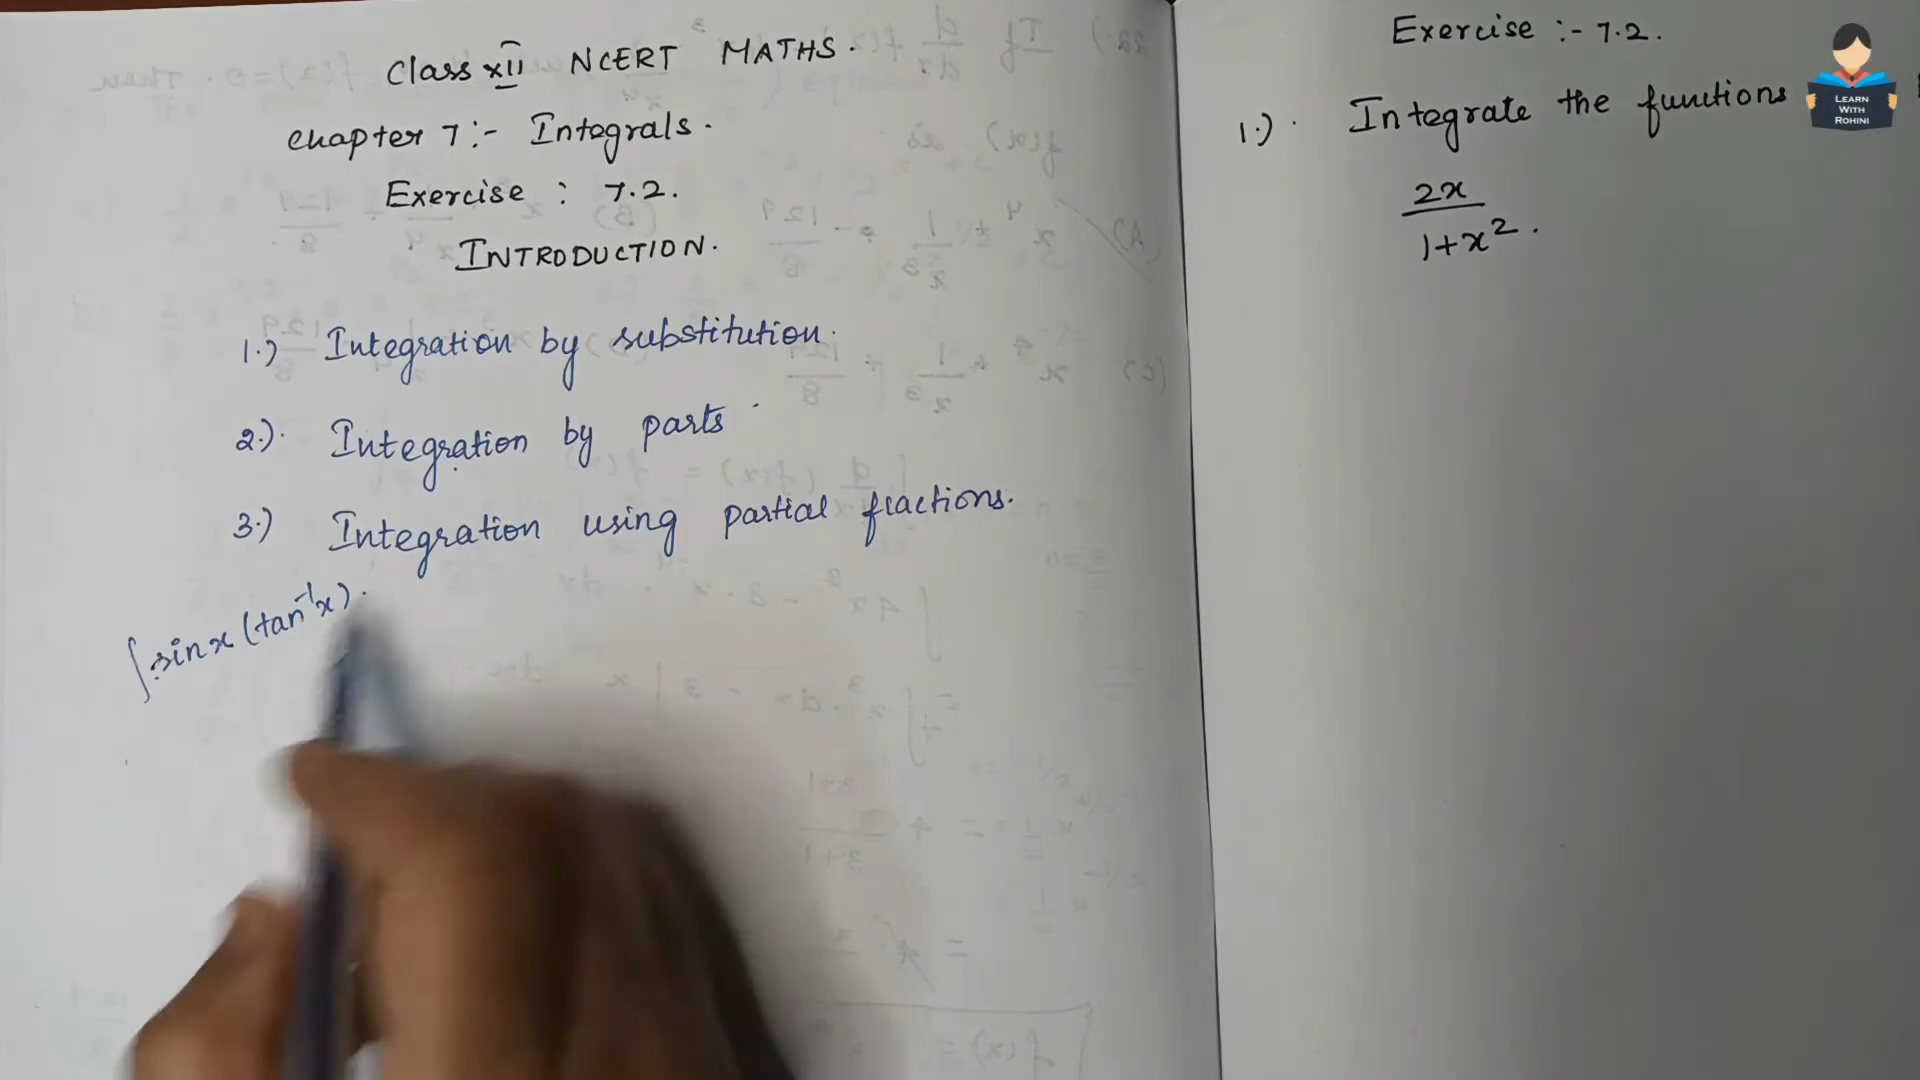 Class XII NCERT MATHS.
Chapter 7:- Integrals.
Exercise : 7.2.
INTRODUCTION.
1.) Integration by substitution.
2.) Integration by parts.
3.) Integration using partial fractions.
∫sinx (tan⁻¹x).
Exercise :- 7.2.
1.) Integrate the functions
2x
1+x².
LEARN
WITH
ROHINI